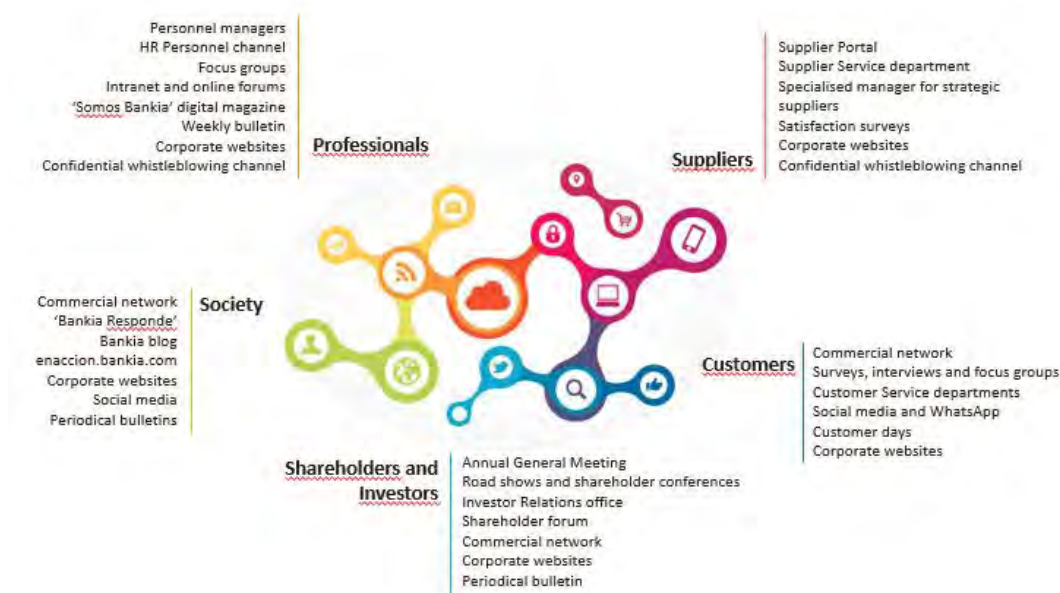 Personnel managers
HR Personnel channel
Focus groups
Intranet and online forums
‘Somos Bankia’ digital magazine
Weekly bulletin
Corporate websites
Confidential whistleblowing channel
Professionals
Supplier Portal
Supplier Service department
Specialised manager for strategic
suppliers
Satisfaction surveys
Corporate websites
Confidential whistleblowing channel
Suppliers
Society
Commercial network
‘Bankia Responde’
Bankia blog
enaccion.bankia.com
Corporate websites
Social media
Periodical bulletins
Customers
Commercial network
Surveys, interviews and focus groups
Customer Service departments
Social media and WhatsApp
Customer days
Corporate websites
Shareholders and
Investors
Annual General Meeting
Road shows and shareholder conferences
Investor Relations office
Shareholder forum
Commercial network
Corporate websites
Periodical bulletin